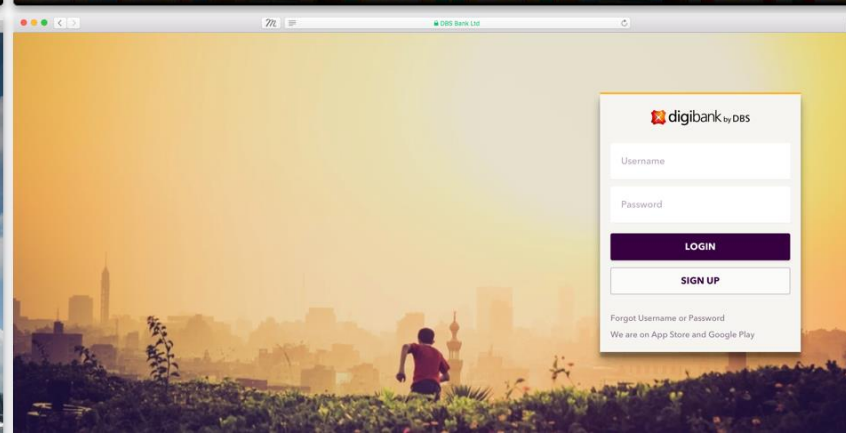 DBS Bank Ltd
digibank by DBS
Username
Password
LOGIN
SIGN UP
Forgot Username or Password
We are on App Store and Google Play